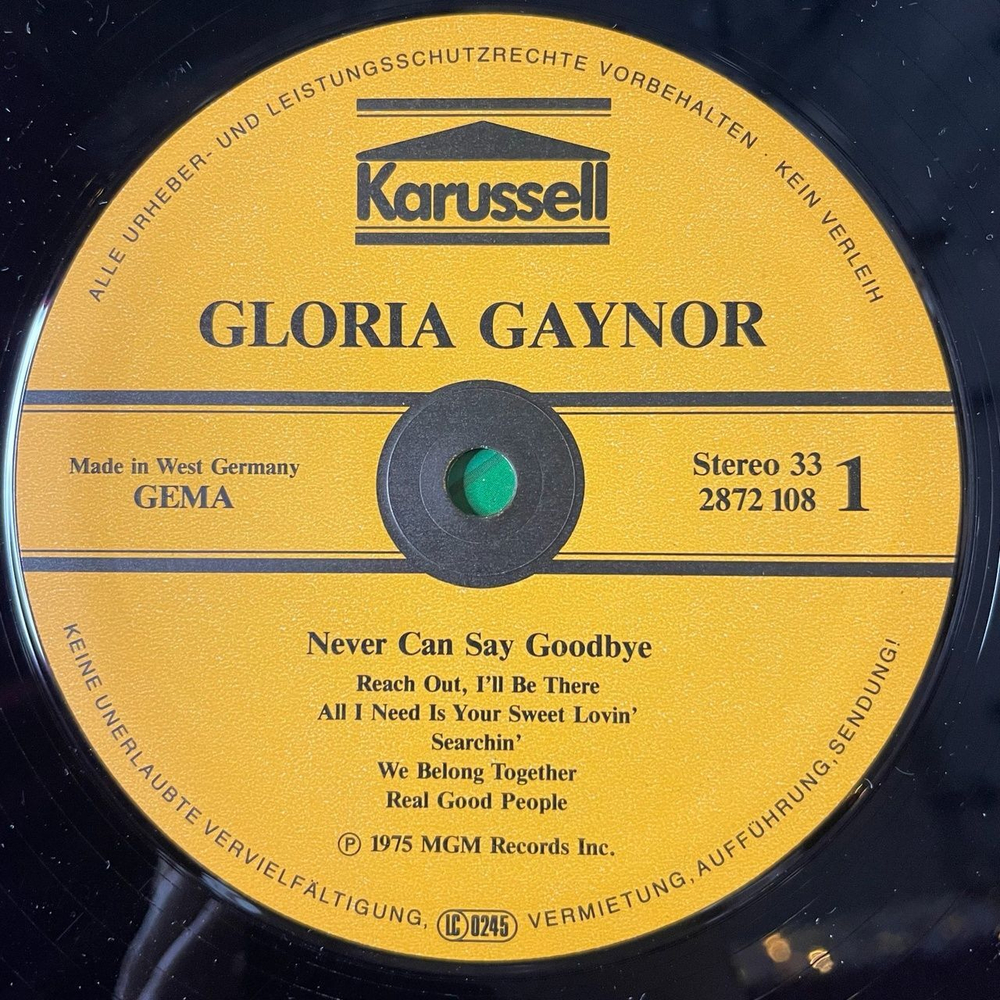 ALLE URHEBER- UND LEISTUNGSSCHUTZRECHTE VORBEHALTEN · KEIN VERLEIH
Karussell
GLORIA GAYNOR
Made in West Germany
GEMA
Stereo 33
2872 108
1
Never Can Say Goodbye
Reach Out, I'll Be There
All I Need Is Your Sweet Lovin'
Searchin'
We Belong Together
Real Good People
Ⓟ 1975 MGM Records Inc.
KEINE UNERLAUBTE VERVIELFÄLTIGUNG, LC 0245 VERMIETUNG, AUFFÜHRUNG, SENDUNG!